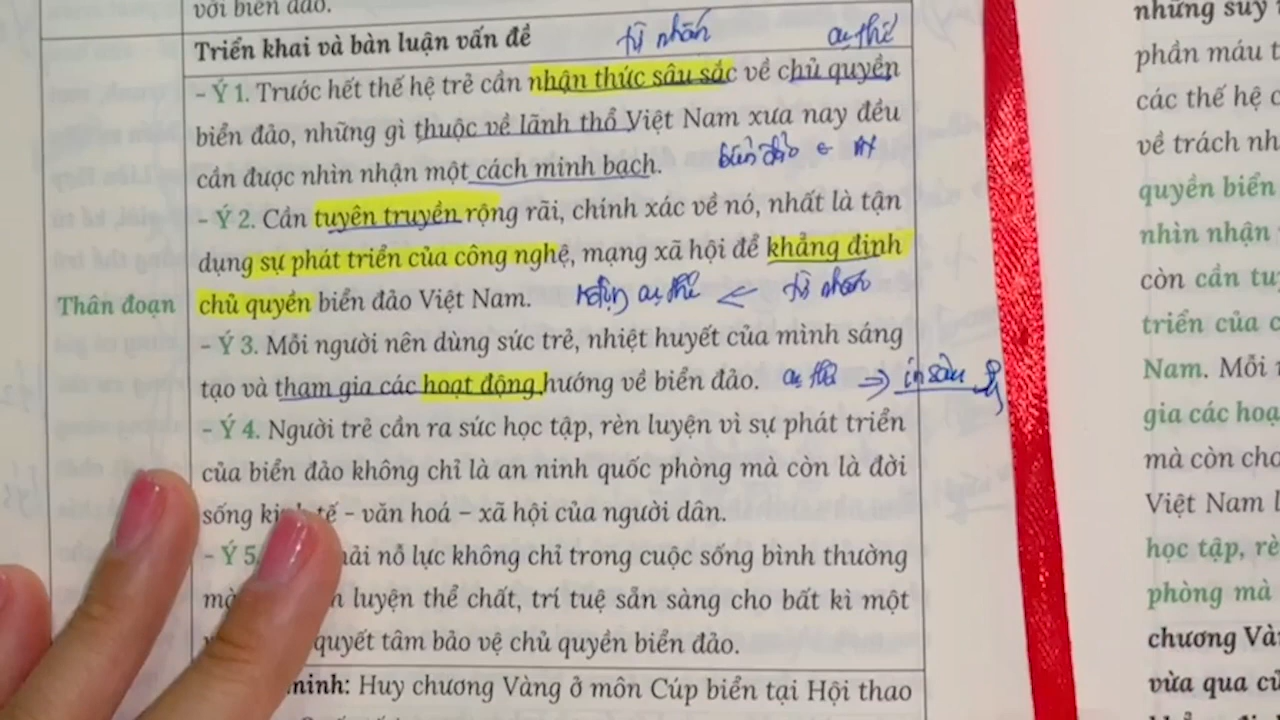 với biển đảo.
Triển khai và bàn luận vấn đề
từ nhân cụ thể
- Ý 1. Trước hết thế hệ trẻ cần nhận thức sâu sắc về chủ quyền
biển đảo, những gì thuộc về lãnh thổ Việt Nam xưa nay đều
cần được nhìn nhận một cách minh bạch.
- Ý 2. Cần tuyên truyền rộng rãi, chính xác về nó, nhất là tận
dụng sự phát triển của công nghệ, mạng xã hội để khẳng định
Thân đoạn
chủ quyền biển đảo Việt Nam.
- Ý 3. Mỗi người nên dùng sức trẻ, nhiệt huyết của mình sáng
tạo và tham gia các hoạt động hướng về biển đảo.
- Ý 4. Người trẻ cần ra sức học tập, rèn luyện vì sự phát triển
của biển đảo không chỉ là an ninh quốc phòng mà còn là đời
sống tế – văn hoá – xã hội của người dân.
- Ý 5. nỗ lực không chỉ trong cuộc sống bình thường
luyện thể chất, trí tuệ sẵn sàng cho bất kì một
quyết tâm bảo vệ chủ quyền biển đảo.
minh: Huy chương Vàng ở môn Cúp biển tại Hội thao
những suy
phần máu
các thế hệ
về trách
quyền biển
nhìn nhận
còn cần
triển của
Nam. Mỗi
gia các
mà còn
Việt Nam
học tập,
phòng mà
chương
vừa qua